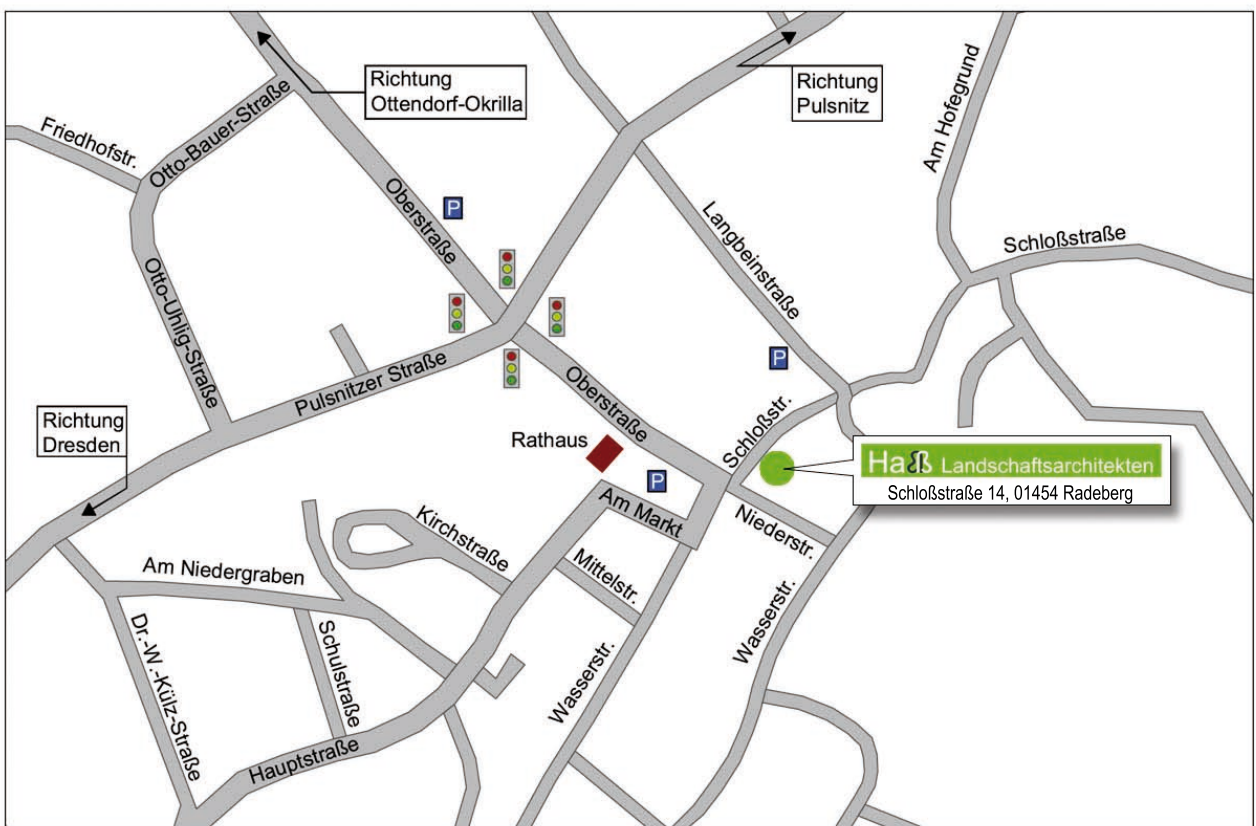 Richtung
Ottendorf-Okrilla
Richtung
Pulsnitz
Am Hofegrund
Friedhofstr.
Otto-Bauer-Straße
Oberstraße
P
Langbeinstraße
Schloßstraße
Otto-Uhlig-Straße
Pulsnitzer Straße
Oberstraße
P
Richtung
Dresden
Rathaus
Schloßstr.
Haß Landschaftsarchitekten
Schloßstraße 14, 01454 Radeberg
P
Am Markt
Niederstr.
Kirchstraße
Am Niedergraben
Mittelstr.
Wasserstr.
Wasserstr.
Schulstraße
Dr.-W.-Külz-Straße
Hauptstraße